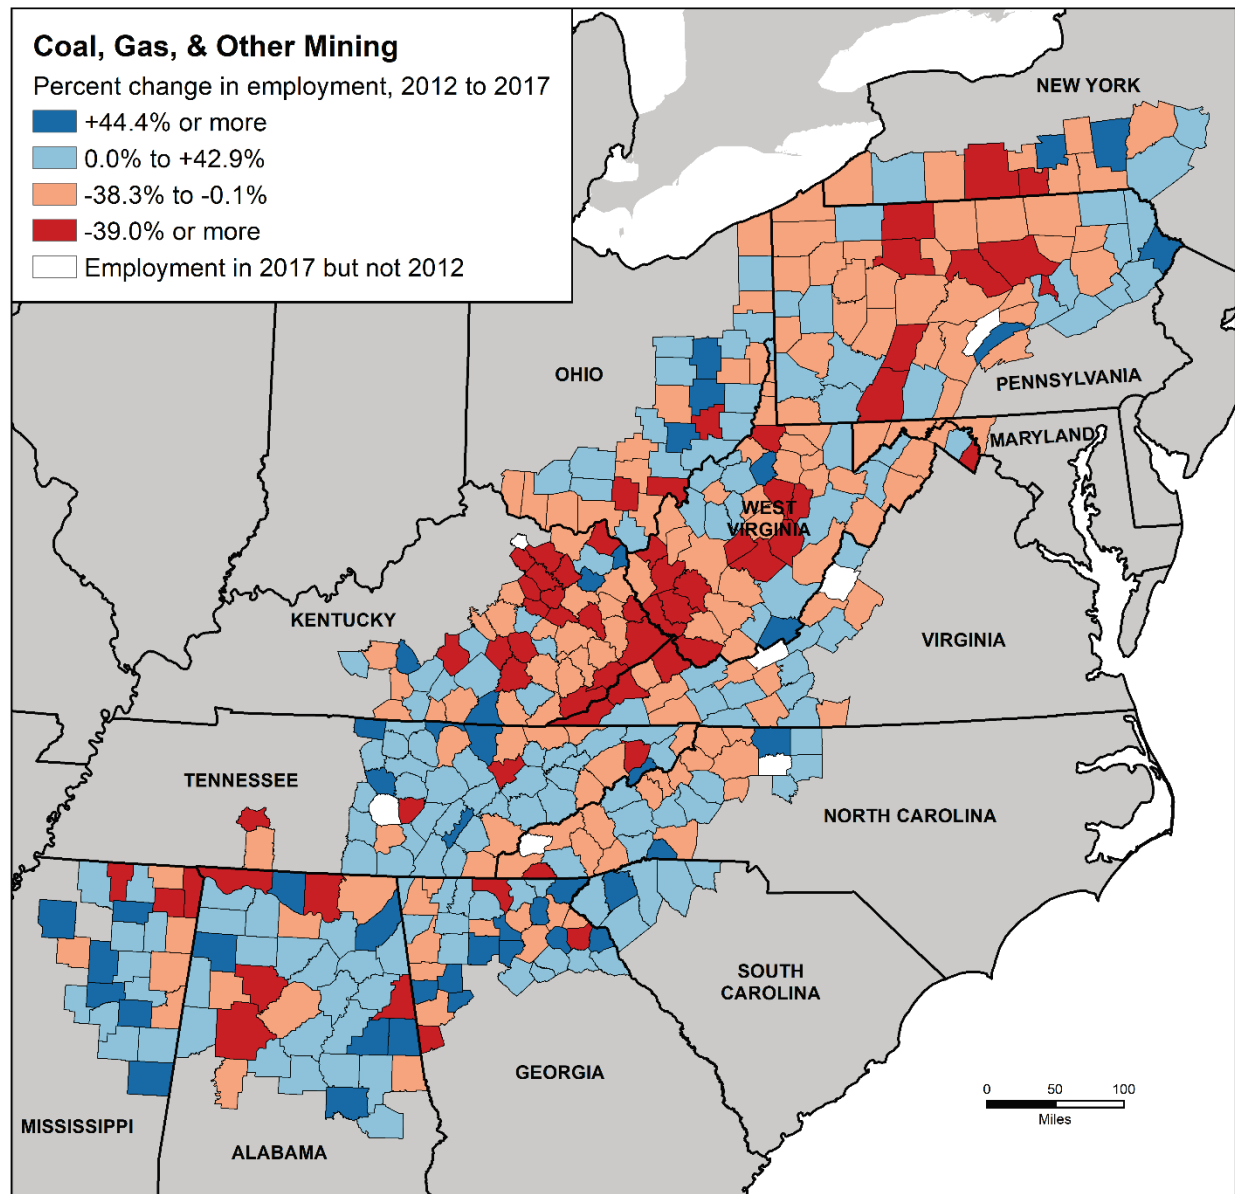 Coal, Gas, & Other Mining
Percent change in employment, 2012 to 2017
+44.4% or more
0.0% to +42.9%
-38.3% to -0.1%
-39.0% or more
Employment in 2017 but not 2012
NEW YORK
OHIO
PENNSYLVANIA
MARYLAND
WEST
VIRGINIA
KENTUCKY
VIRGINIA
TENNESSEE
NORTH CAROLINA
SOUTH
CAROLINA
GEORGIA
MISSISSIPPI
ALABAMA
0 50 100
Miles